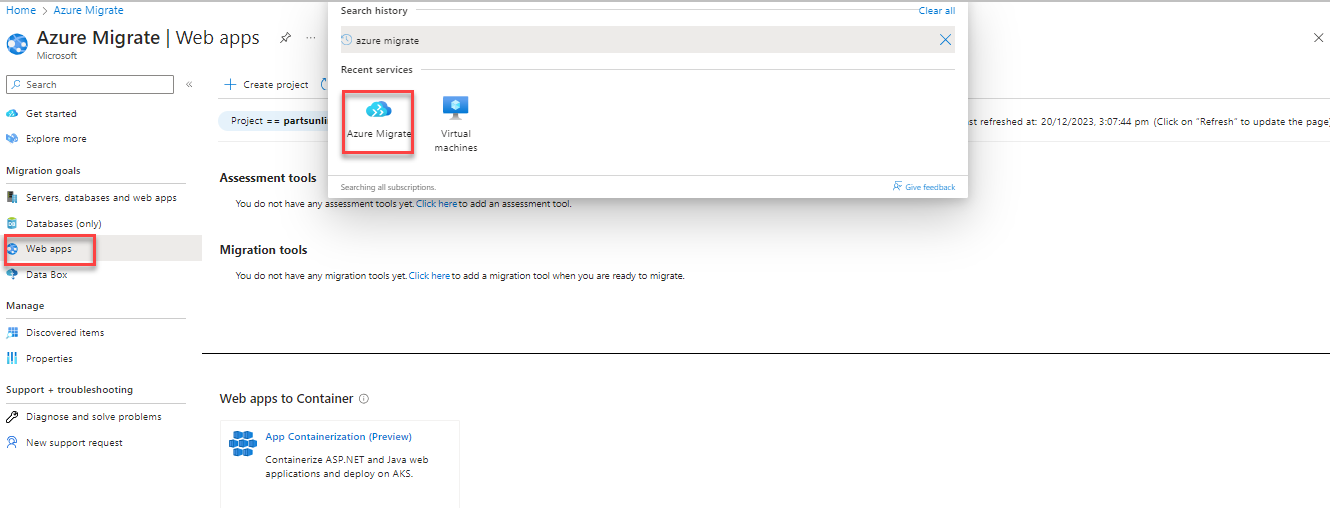 Home > Azure Migrate
Azure Migrate | Web apps
Microsoft
Search
Get started
Explore more
Migration goals
Servers, databases and web apps
Databases (only)
Web apps
Data Box
Manage
Discovered items
Properties
Support + troubleshooting
Diagnose and solve problems
New support request
Search history
Clear all
azure migrate
Recent services
Azure Migrate
Virtual
machines
Searching all subscriptions.
Give feedback
Create project
Project == partsunli
st refreshed at: 20/12/2023, 3:07:44 pm (Click on "Refresh" to update the page)
Assessment tools
You do not have any assessment tools yet. Click here to add an assessment tool.
Migration tools
You do not have any migration tools yet. Click here to add a migration tool when you are ready to migrate.
Web apps to Container
App Containerization (Preview)
Containerize ASP.NET and Java web
applications and deploy on AKS.